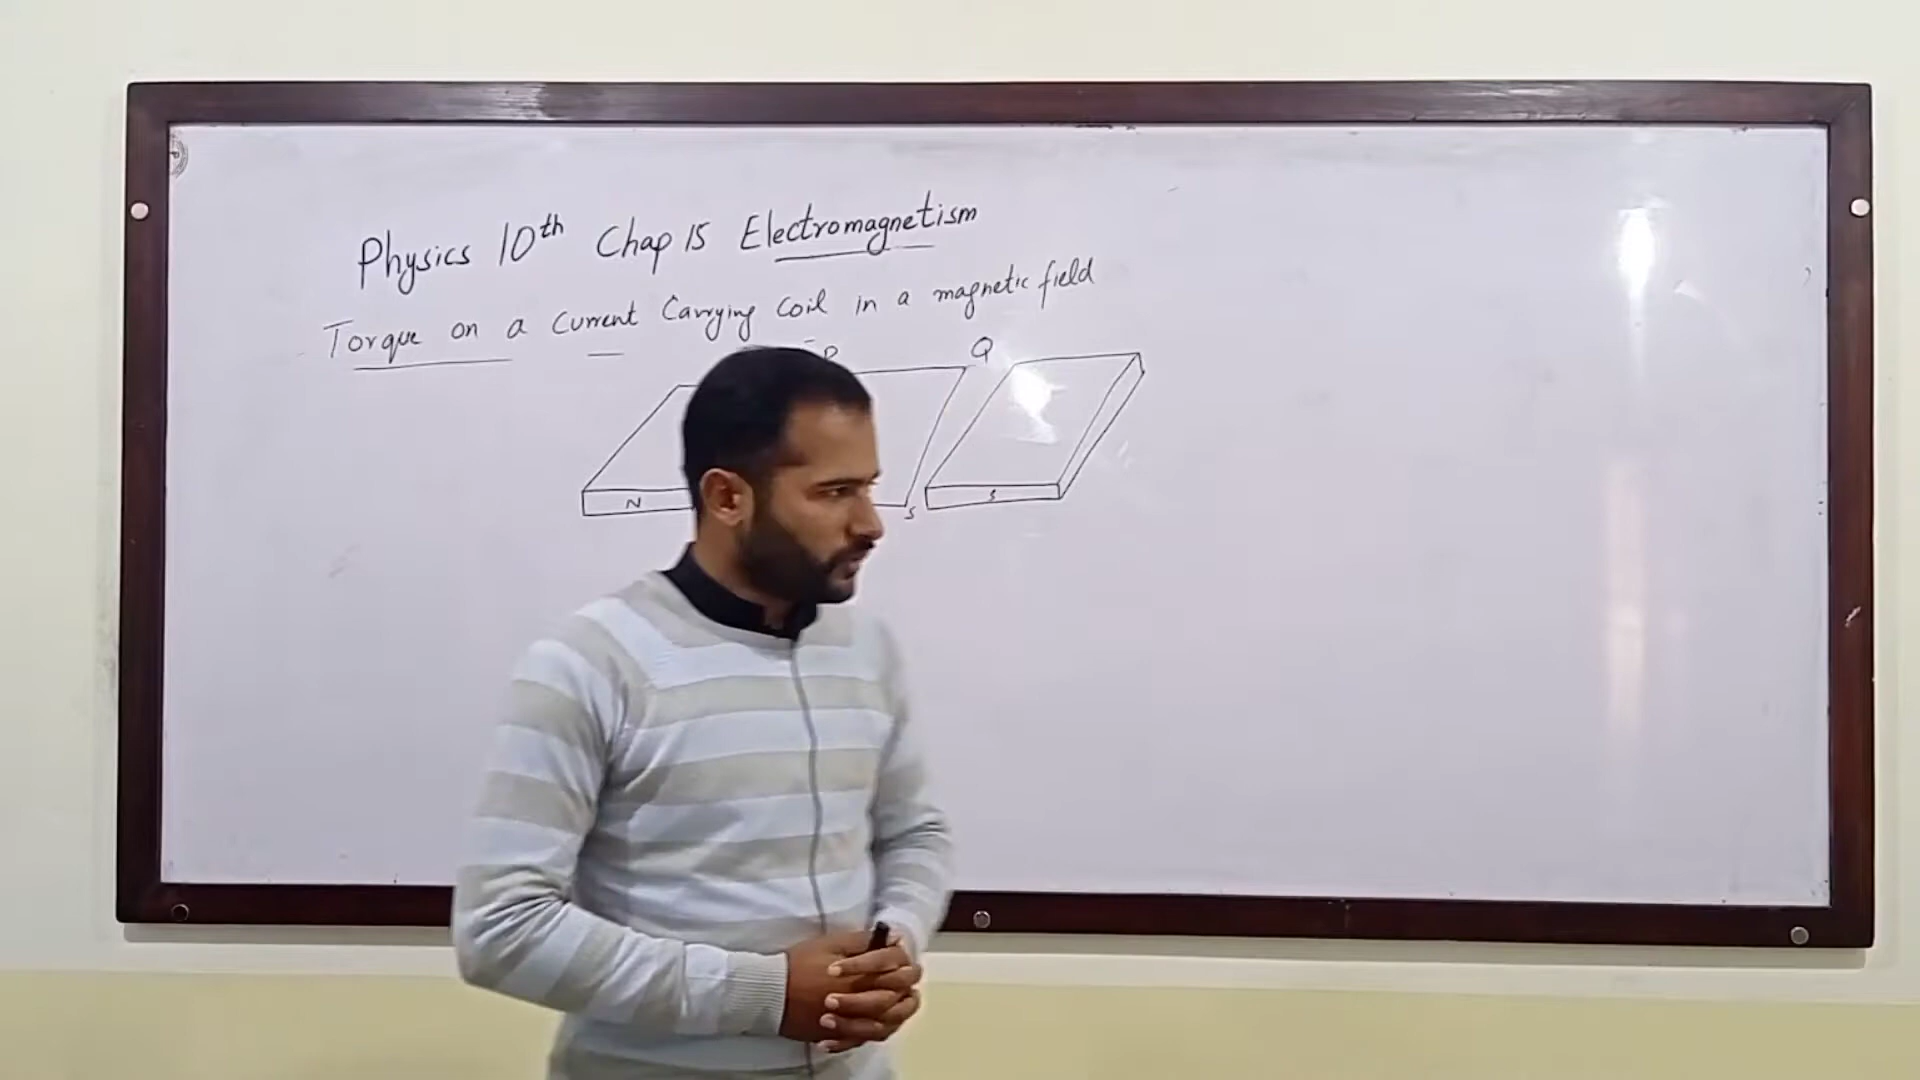 Physics 10th Chap 15 Electromagnetism
Torque on a Current Carrying Coil in a magnetic field
P Q
N S
S